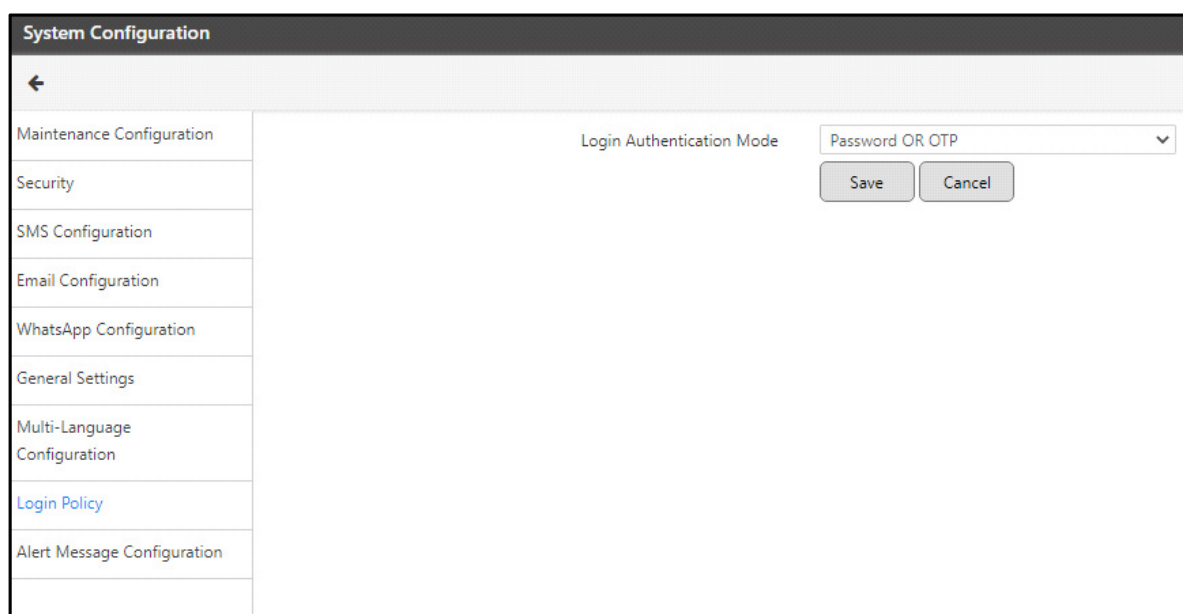 System Configuration
Maintenance Configuration
Login Authentication Mode
Password OR OTP
Save
Cancel
Security
SMS Configuration
Email Configuration
WhatsApp Configuration
General Settings
Multi-Language
Configuration
Login Policy
Alert Message Configuration